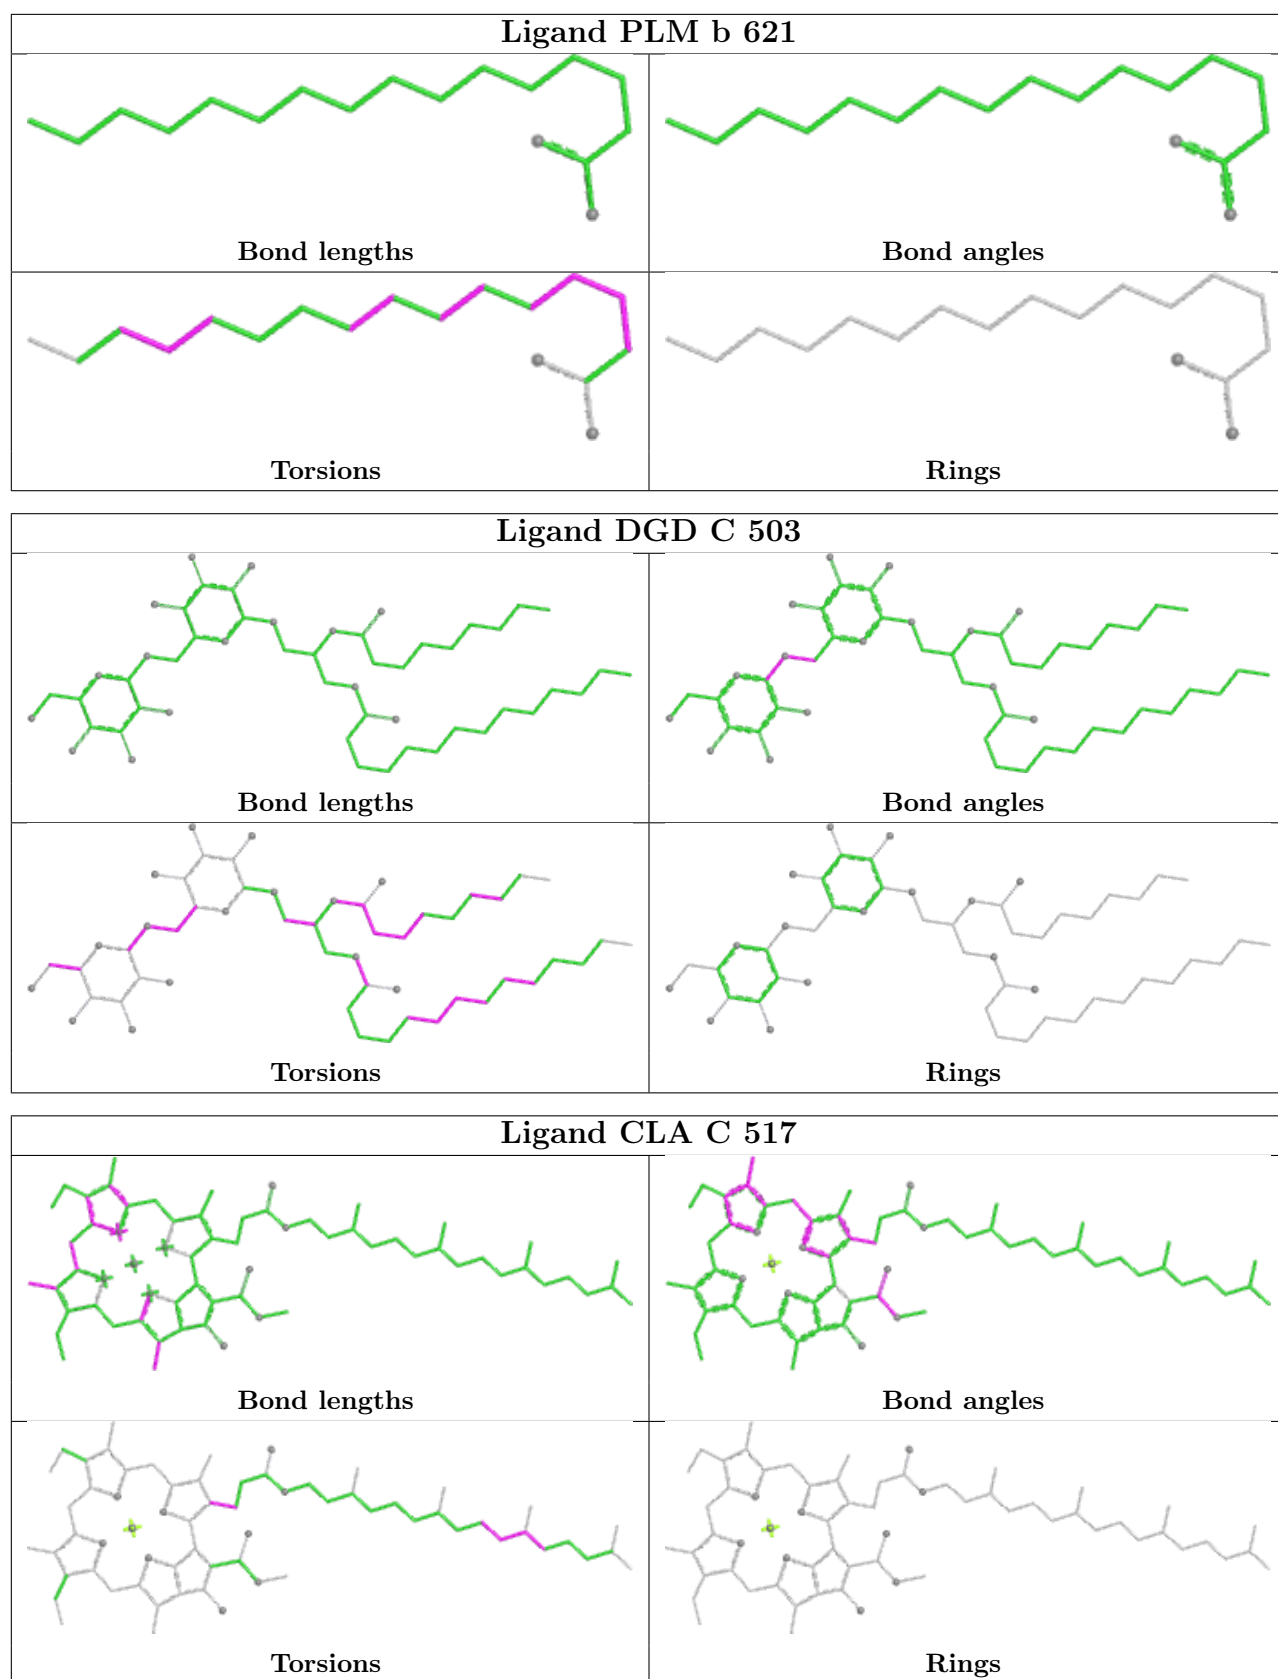 Ligand PLM b 621
Bond lengths
Bond angles
Torsions
Rings
Ligand DGD C 503
Bond lengths
Bond angles
Torsions
Rings
Ligand CLA C 517
Bond lengths
Bond angles
Torsions
Rings